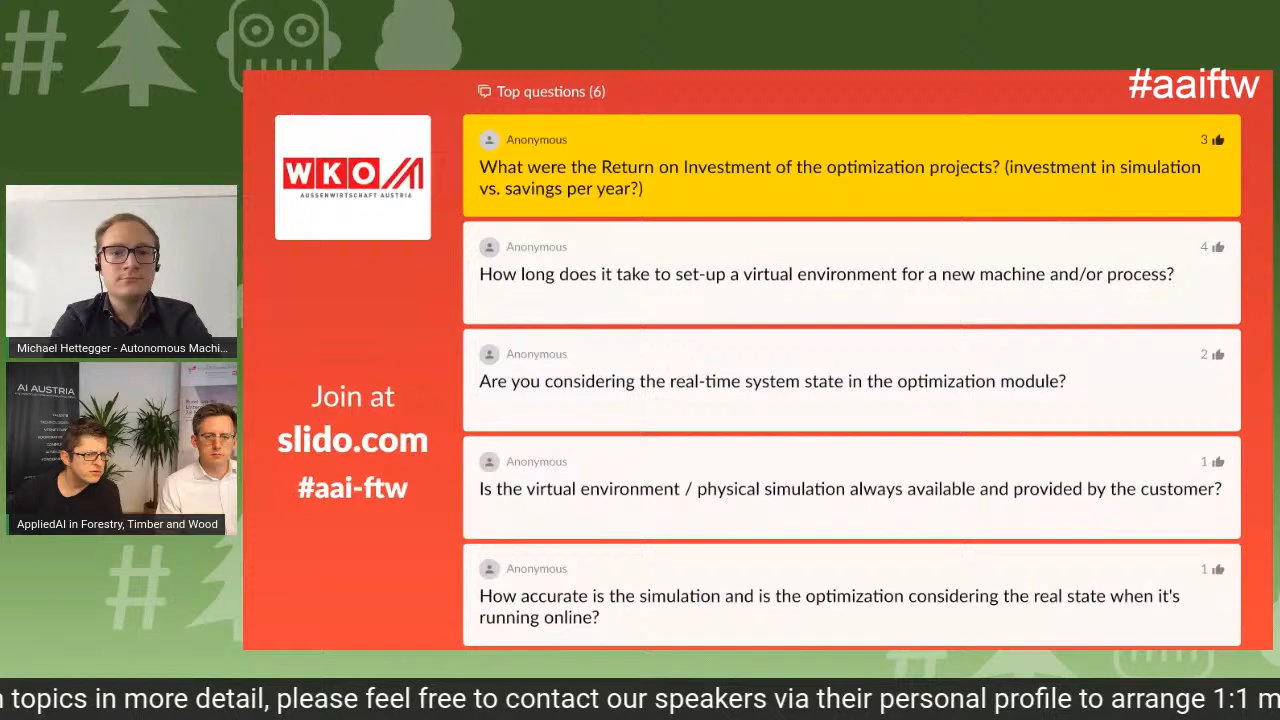 #aaiftw
Top questions (6)
WKO
AUSSENWIRTSCHAFT AUSTRIA
Anonymous
3
What were the Return on Investment of the optimization projects? (investment in simulation
vs. savings per year?)
Anonymous
4
How long does it take to set-up a virtual environment for a new machine and/or process?
Anonymous
2
Are you considering the real-time system state in the optimization module?
Anonymous
1
Is the virtual environment / physical simulation always available and provided by the customer?
Anonymous
1
How accurate is the simulation and is the optimization considering the real state when it's
running online?
Join at
slido.com
#aai-ftw
Michael Hettegger - Autonomous Machi...
AI AUSTRIA
AppliedAI in Forestry, Timber and Wood
topics in more detail, please feel free to contact our speakers via their personal profile to arrange 1:1